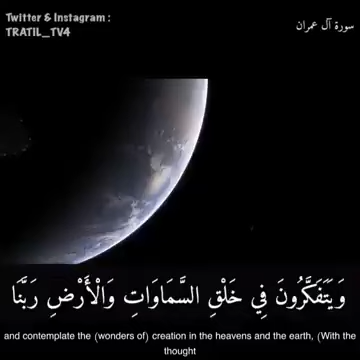 Twitter & Instagram :
TRATIL_TV4
سورة آل عمران
وَيَتَفَكَّرُونَ فِي خَلْقِ السَّمَاوَاتِ وَالْأَرْضِ رَبَّنَا
and contemplate the (wonders of) creation in the heavens and the earth, (With the
thought